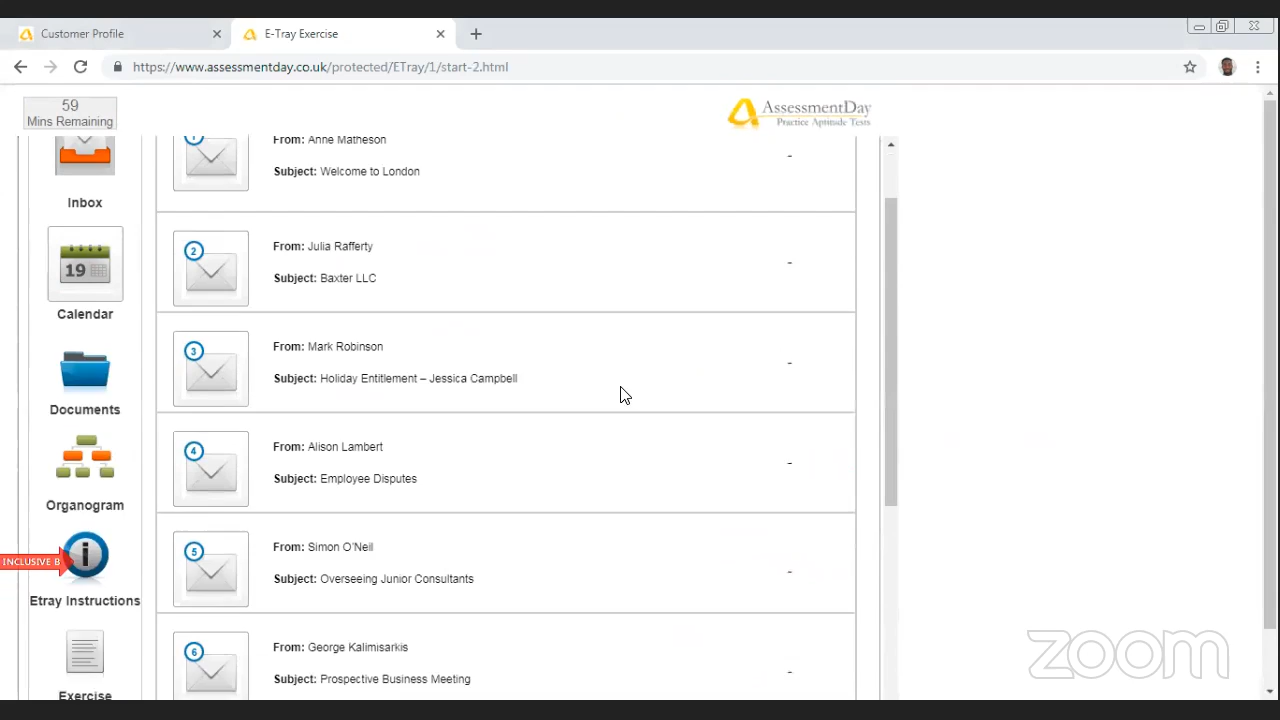 Customer Profile
E-Tray Exercise
https://www.assessmentday.co.uk/protected/ETray/1/start-2.html
59
Mins Remaining
AssessmentDay
Practice Aptitude Tests
Inbox
19
Calendar
Documents
Organogram
INCLUSIVE B
i
Etray Instructions
Exercise
1
From: Anne Matheson
-
Subject: Welcome to London
2
From: Julia Rafferty
-
Subject: Baxter LLC
3
From: Mark Robinson
-
Subject: Holiday Entitlement – Jessica Campbell
4
From: Alison Lambert
-
Subject: Employee Disputes
5
From: Simon O'Neil
-
Subject: Overseeing Junior Consultants
6
From: George Kalimisarkis
-
Subject: Prospective Business Meeting
zoom